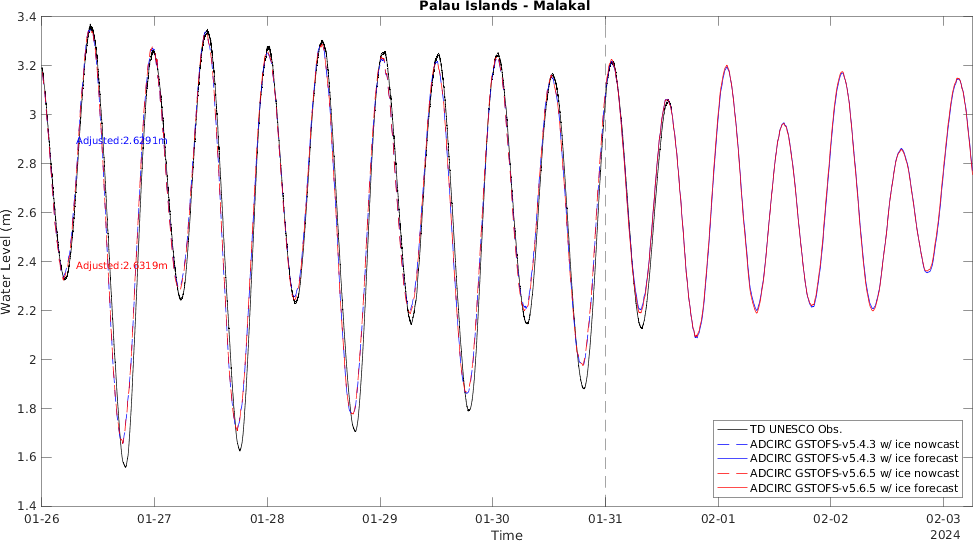 Palau Islands - Malakal
3.4
3.2
3
2.8
2.6
2.4
2.2
2
1.8
1.6
1.4
Water Level (m)
Adjusted:2.6291m
Adjusted:2.6319m
TD UNESCO Obs.
ADCIRC GSTOFS-v5.4.3 w/ ice nowcast
ADCIRC GSTOFS-v5.4.3 w/ ice forecast
ADCIRC GSTOFS-v5.6.5 w/ ice nowcast
ADCIRC GSTOFS-v5.6.5 w/ ice forecast
01-26 01-27 01-28 01-29 01-30 01-31 02-01 02-02 02-03
Time
2024